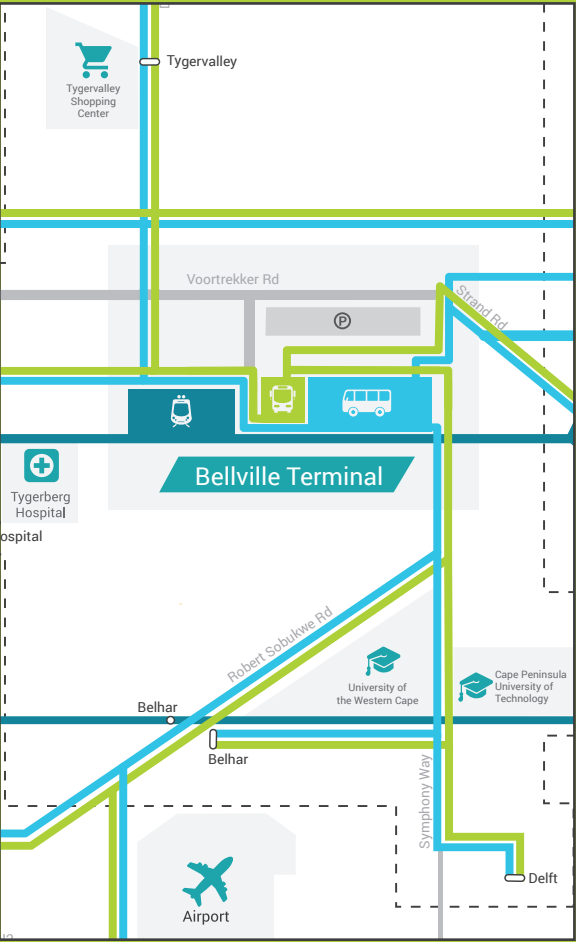 Tygervalley
Tygervalley
Shopping
Center
Voortrekker Rd
P
Strand Rd
Bellville Terminal
Tygerberg
Hospital
ospital
Robert Sobukwe Rd
University of
the Western Cape
Cape Peninsula
University of
Technology
Belhar
Belhar
Symphony Way
Delft
Airport